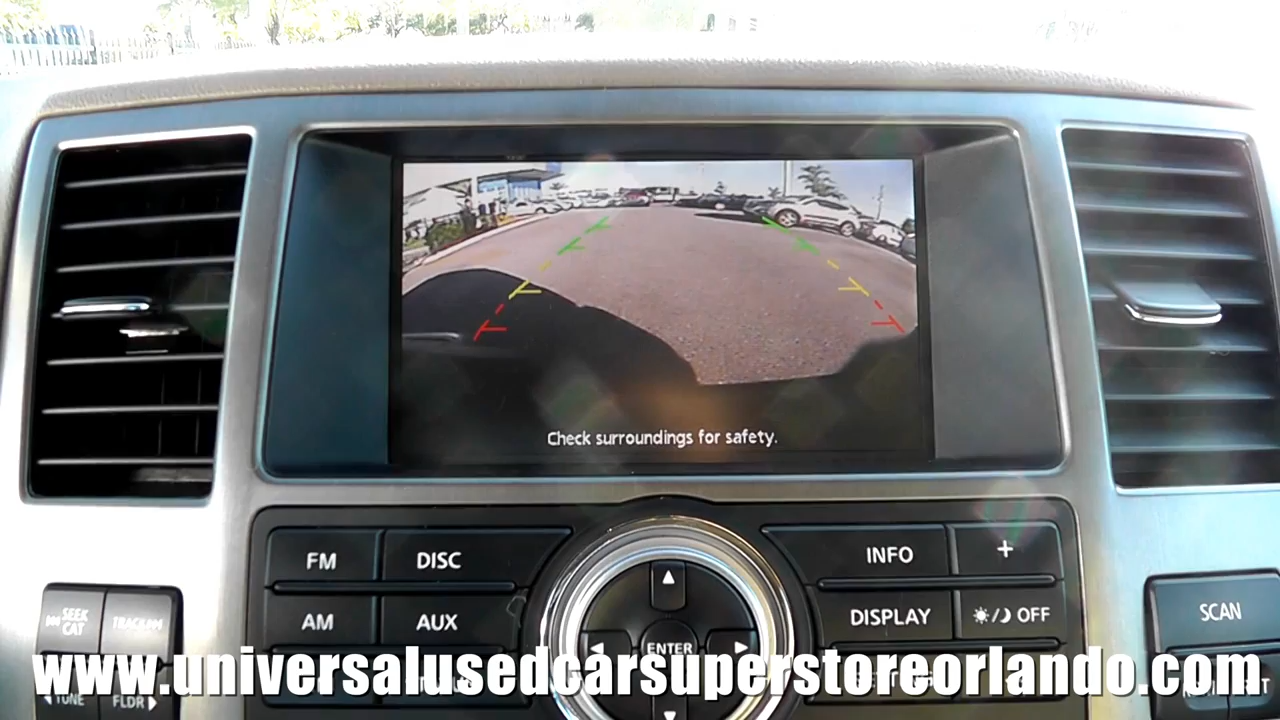 Check surroundings for safety.
FM
DISC
INFO
+
AM
AUX
DISPLAY
OFF
SEEK
CAT
TRACK
SCAN
ENTER
TUNE
FLDR
www.universalusedcarsuperstoreorlando.com